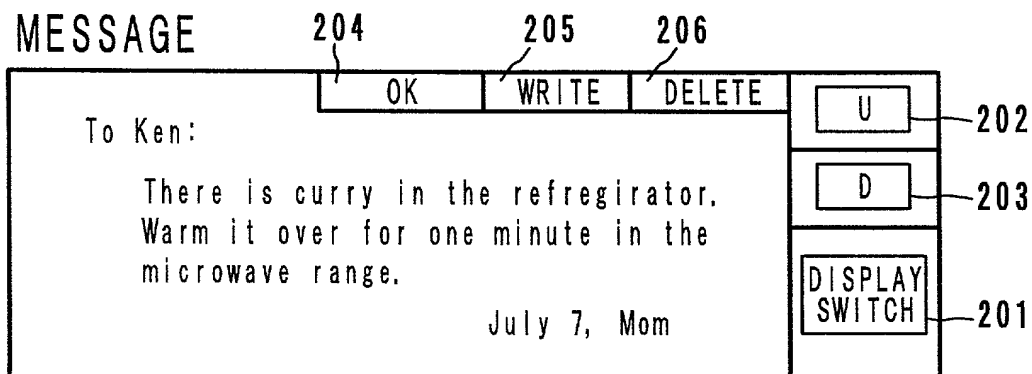 MESSAGE
204 205 206
OK WRITE DELETE
U 202
To Ken:
D 203
There is curry in the refregirator.
Warm it over for one minute in the
microwave range.
DISPLAY
SWITCH 201
July 7, Mom